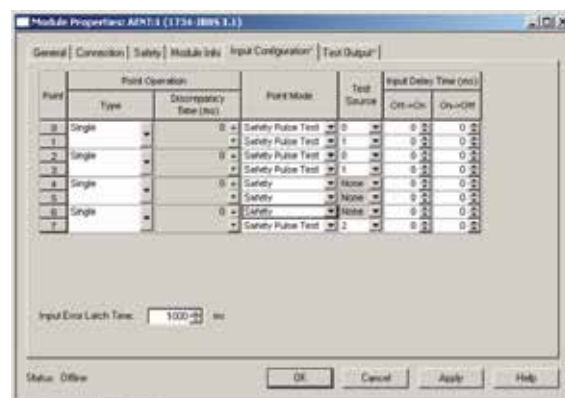 Module Properties: AENT:1 (1734-IB8S 1.1)
General Connection Safety Module Info Input Configuration* Test Output*
Point Point Operation Point Mode Test Source Input Delay Time (ms)
Type Discrepancy Time (ms) Off->On On->Off
0 Single 0 Safety Pulse Test 0 0 0
1 Safety Pulse Test 1 0 0
2 Single 0 Safety Pulse Test 0 0 0
3 Safety Pulse Test 1 0 0
4 Single 0 Safety None 0 0
5 Safety None 0 0
6 Single 0 Safety None 0 0
7 Safety Pulse Test 2 0 0
Input Error Latch Time: 1000 ms
Status: Offline OK Cancel Apply Help